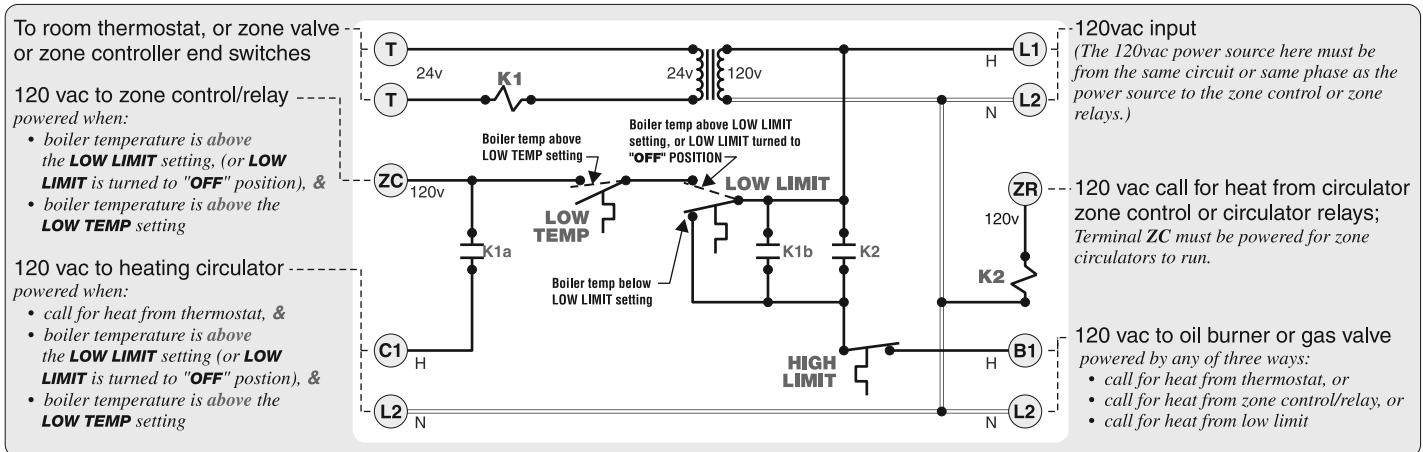 To room thermostat, or zone valve
or zone controller end switches
120 vac to zone control/relay
powered when:
• boiler temperature is above
the LOW LIMIT setting, (or LOW
LIMIT is turned to "OFF" position), &
• boiler temperature is above the
LOW TEMP setting
120 vac to heating circulator
powered when:
• call for heat from thermostat, &
• boiler temperature is above
the LOW LIMIT setting (or LOW
LIMIT is turned to "OFF" postion), &
• boiler temperature is above the
LOW TEMP setting
T
24v
K1
T
24v
120v
H
L1
N
L2
Boiler temp above
LOW TEMP setting
Boiler temp above LOW LIMIT
setting, or LOW LIMIT turned to
"OFF" POSITION
ZC
120v
LOW
TEMP
LOW LIMIT
K1a
K1b
K2
Boiler temp below
LOW LIMIT setting
ZR
120v
K2
C1
H
HIGH
LIMIT
H
B1
L2
N
N
L2
120vac input
(The 120vac power source here must be
from the same circuit or same phase as the
power source to the zone control or zone
relays.)
120 vac call for heat from circulator
zone control or circulator relays;
Terminal ZC must be powered for zone
circulators to run.
120 vac to oil burner or gas valve
powered by any of three ways:
• call for heat from thermostat, or
• call for heat from zone control/relay, or
• call for heat from low limit